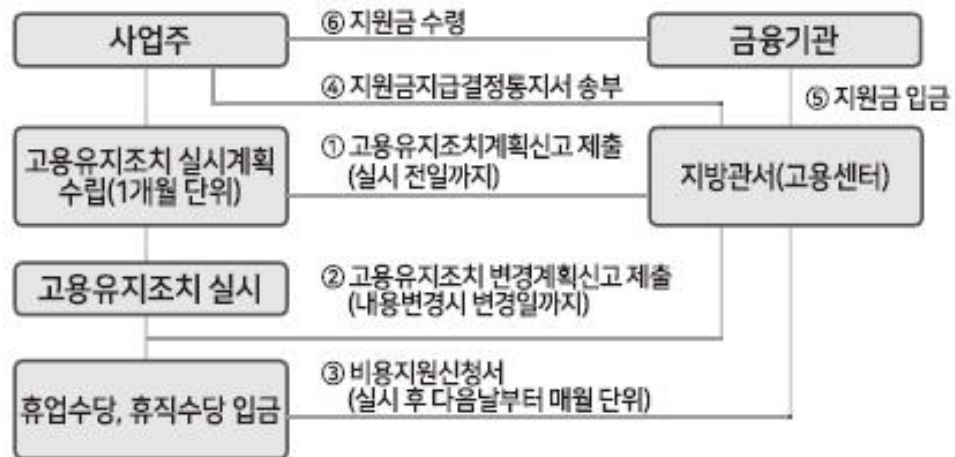 사업주
⑥ 지원금 수령
금융기관
④ 지원금지급결정통지서 송부
⑤ 지원금 입금
고용유지조치 실시계획
수립(1개월 단위)
① 고용유지조치계획신고 제출
(실시 전일까지)
지방관서(고용센터)
고용유지조치 실시
② 고용유지조치 변경계획신고 제출
(내용변경시 변경일까지)
휴업수당, 휴직수당 입금
③ 비용지원신청서
(실시 후 다음날부터 매월 단위)